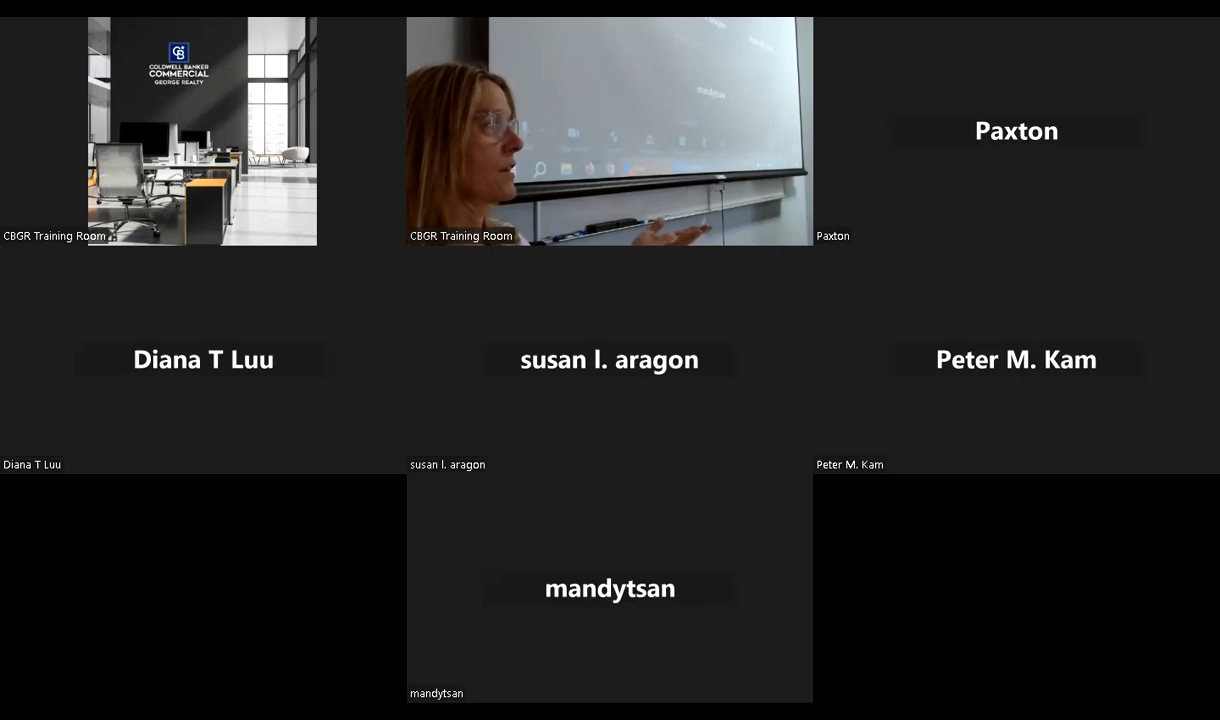 COLDWELL BANKER
COMMERCIAL
GEORGE REALTY
CBGR Training Room
mandytsan
CBGR Training Room
Paxton
Paxton
Diana T Luu
Diana T Luu
susan l. aragon
susan l. aragon
Peter M. Kam
Peter M. Kam
mandytsan
mandytsan